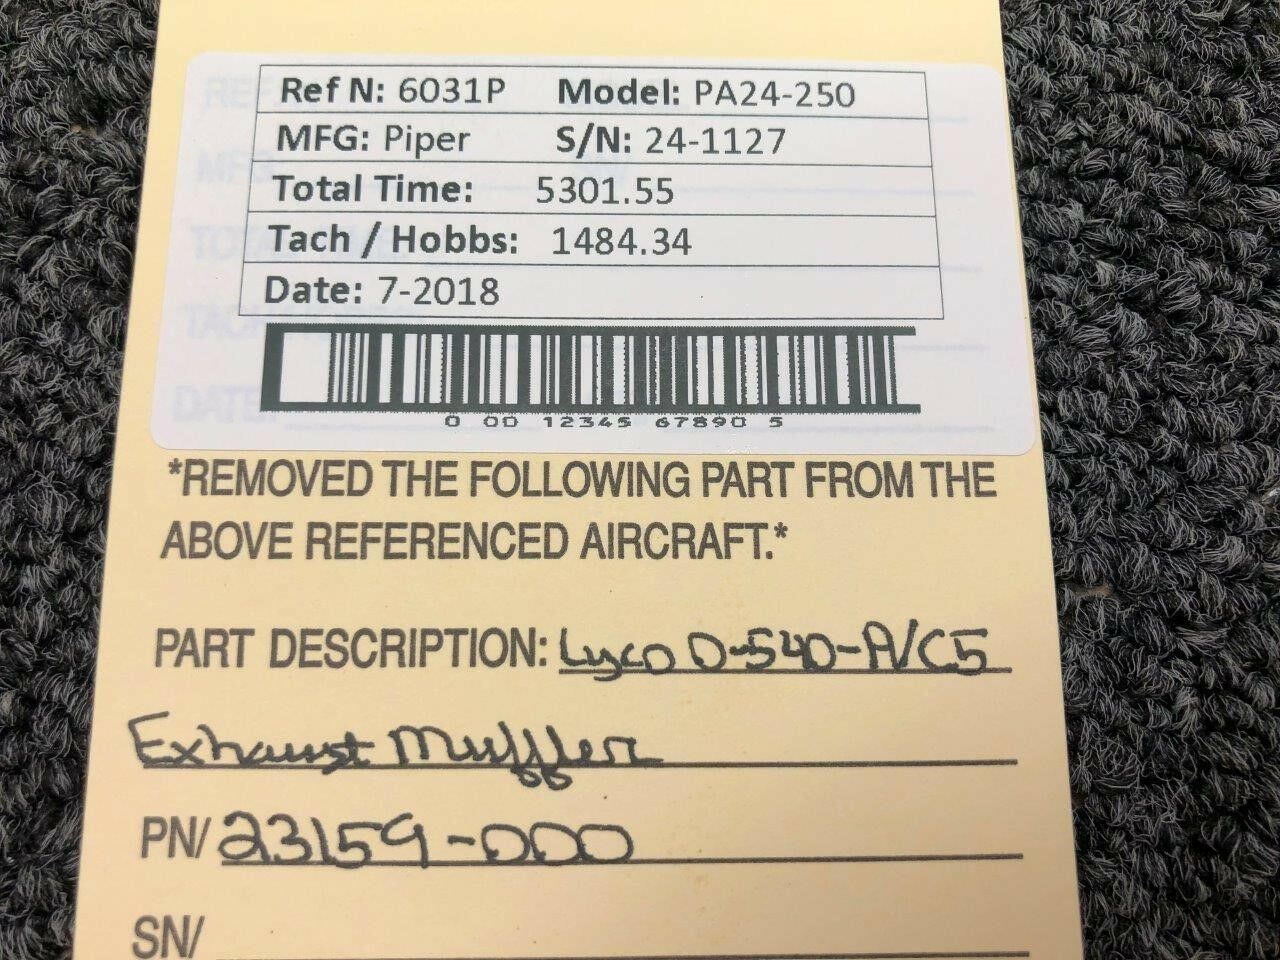 Ref N: 6031P Model: PA24-250
MFG: Piper S/N: 24-1127
Total Time: 5301.55
Tach / Hobbs: 1484.34
Date: 7-2018
0 00 12345 67890 5
*REMOVED THE FOLLOWING PART FROM THE
ABOVE REFERENCED AIRCRAFT.*
PART DESCRIPTION: Lyco O-540-A1C5
Exhaust Muffler
PN/ 23159-000
SN/